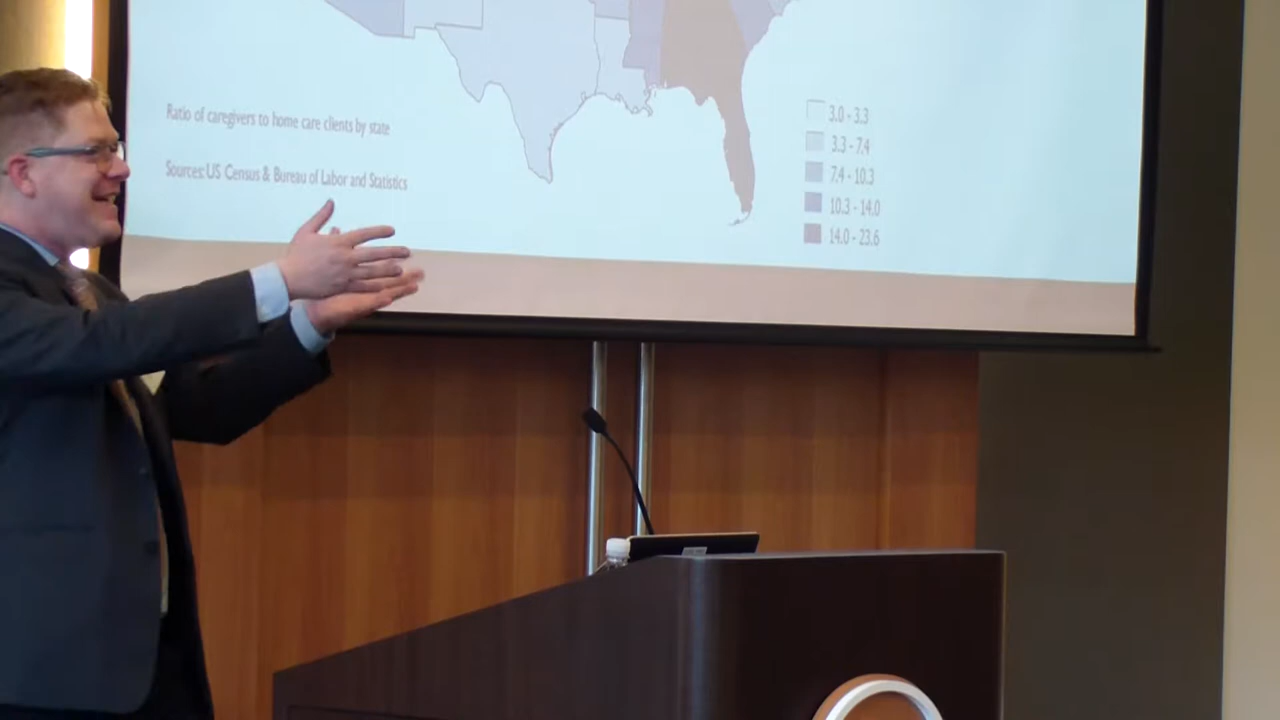 Ratio of caregivers to home care clients by state
Sources: US Census & Bureau of Labor and Statistics
3.0 - 3.3
3.3 - 7.4
7.4 - 10.3
10.3 - 14.0
14.0 - 23.6